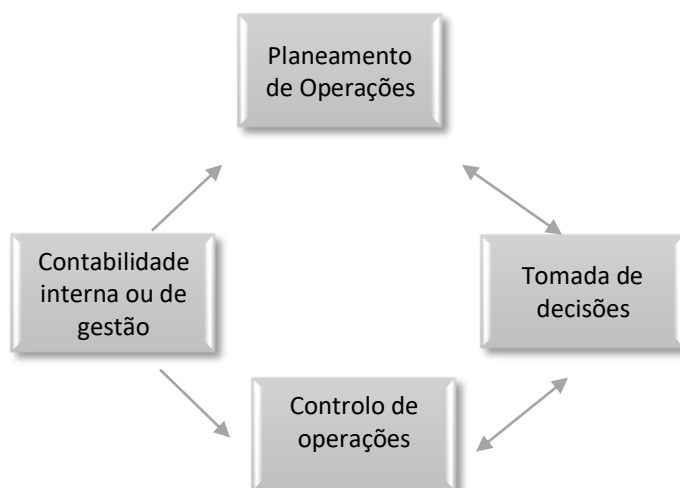 Planeamento
de Operações
Contabilidade
interna ou de
gestão
Tomada de
decisões
Controlo de
operações